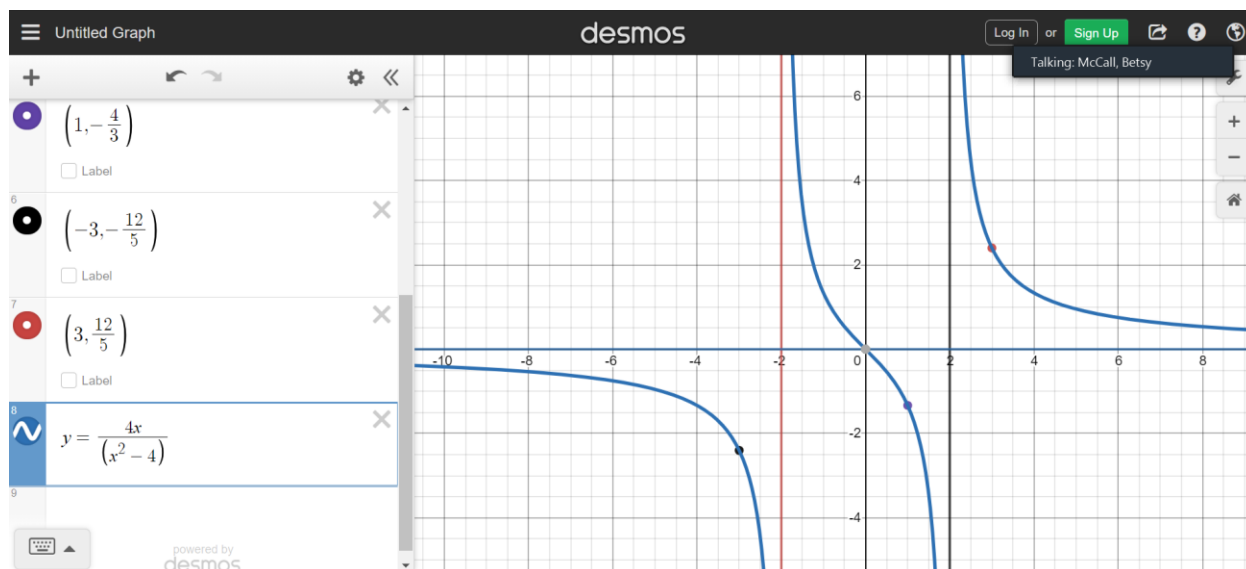 Untitled Graph
desmos
Log In or Sign Up
Talking: McCall, Betsy
(1, -4/3)
Label
6
(-3, -12/5)
Label
7
(3, 12/5)
Label
8
y = 4x/(x² - 4)
9
powered by
desmos
6
4
2
-10 -8 -6 -4 -2 0 2 4 6 8
-2
-4